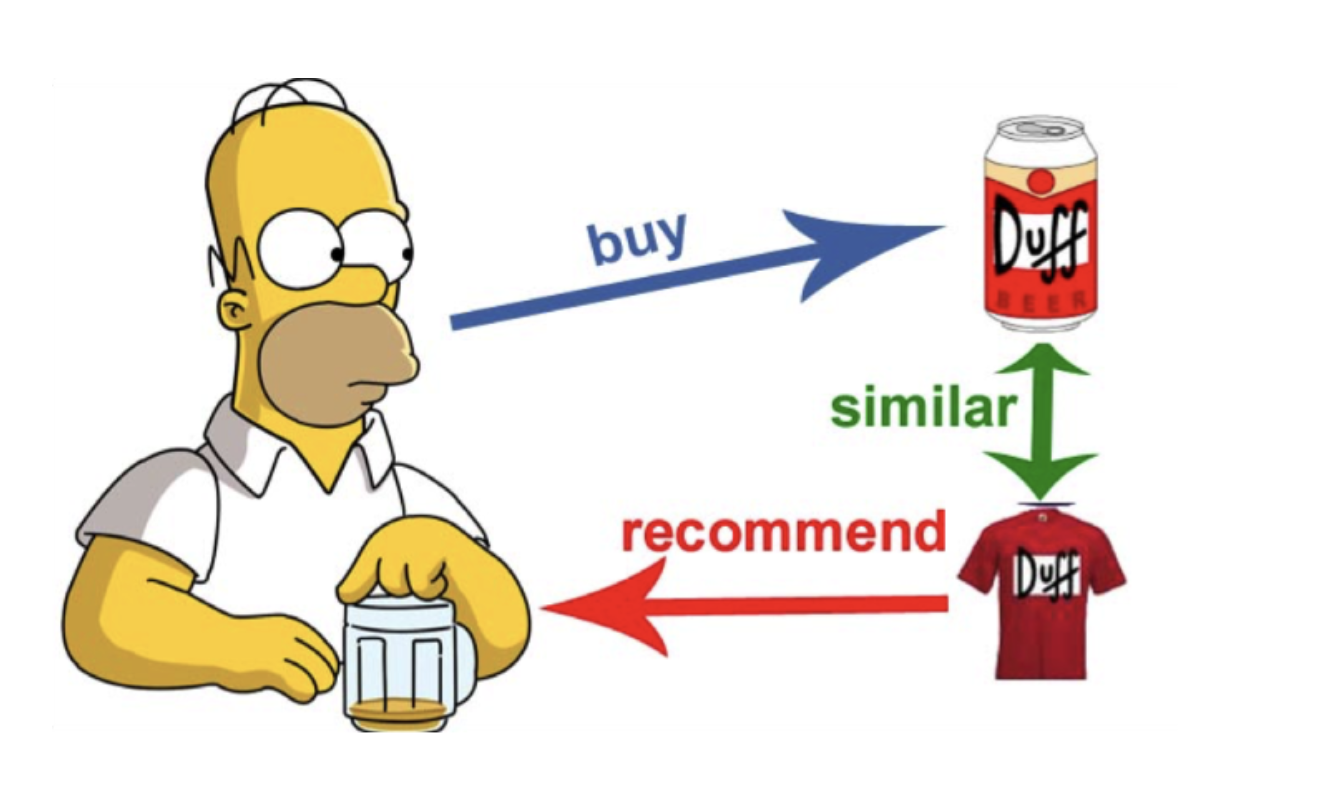 buy
Duff
BEER
similar
recommend
Duff